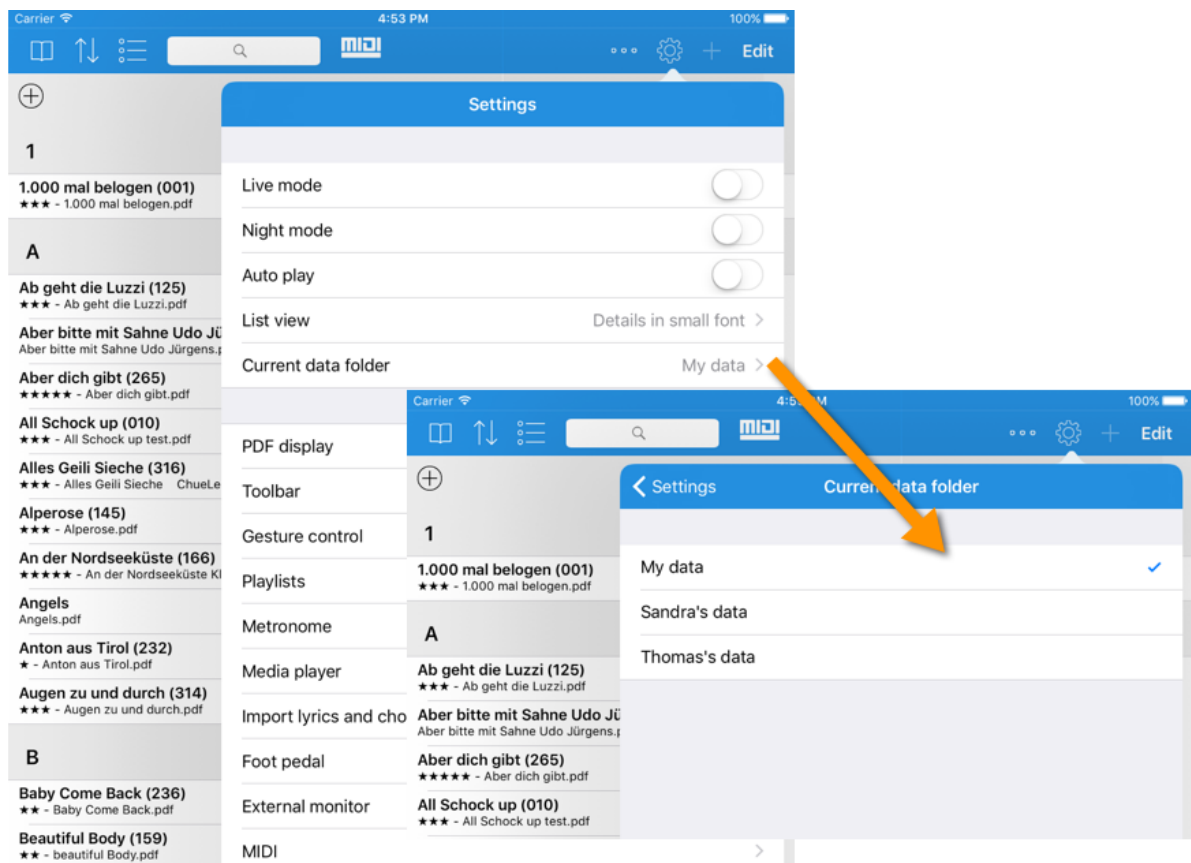 Carrier 4:53 PM 100%
MIDI Edit
Settings
1
1.000 mal belogen (001)
★★★ - 1.000 mal belogen.pdf
A
Ab geht die Luzzi (125)
★★★ - Ab geht die Luzzi.pdf
Aber bitte mit Sahne Udo Jü
Aber bitte mit Sahne Udo Jürgens.p
Aber dich gibt (265)
★★★★★ - Aber dich gibt.pdf
All Schock up (010)
★★★ - All Schock up test.pdf
Alles Geili Sieche (316)
★★★ - Alles Geili Sieche ChueLe
Alperose (145)
★★★ - Alperose.pdf
An der Nordseeküste (166)
★★★★★ - An der Nordseeküste Kl
Angels
Angels.pdf
Anton aus Tirol (232)
★ - Anton aus Tirol.pdf
Augen zu und durch (314)
★★★ - Augen zu und durch.pdf
B
Baby Come Back (236)
★★ - Baby Come Back.pdf
Beautiful Body (159)
★★ - beautiful Body.pdf
Live mode
Night mode
Auto play
List view Details in small font
Current data folder My data
PDF display
Toolbar
Gesture control
Playlists
Metronome
Media player
Import lyrics and cho
Foot pedal
External monitor
MIDI
Carrier 4:5 M 100%
MIDI Edit
Settings Current data folder
1
1.000 mal belogen (001)
★★★ - 1.000 mal belogen.pdf
A
Ab geht die Luzzi (125)
★★★ - Ab geht die Luzzi.pdf
Aber bitte mit Sahne Udo Jü
Aber bitte mit Sahne Udo Jürgens.p
Aber dich gibt (265)
★★★★★ - Aber dich gibt.pdf
All Schock up (010)
★★★ - All Schock up test.pdf
My data
Sandra's data
Thomas's data